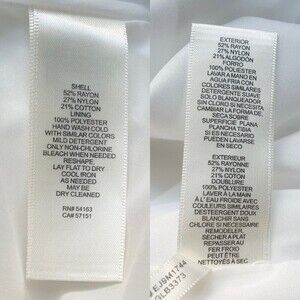 SHELL
52% RAYON
27% NYLON
21% COTTON
LINING
100% POLYESTER
HAND WASH COLD
WITH SIMILAR COLORS
MILD DETERGENT
ONLY NON-CHLORINE
BLEACH WHEN NEEDED
RESHAPE,
LAY FLAT TO DRY
COOL IRON
AS NEEDED
MAY BE
DRY CLEANED
RN# 54163
CA# 57151
EXTERIOR
52% RAYON
27% NYLON
21% ALGODÓN
FORRO
100% POLIESTER
LAVAR A MANO EN
AGUA FRIA CON
COLORES SIMILARES
DETERGENTE SUAVE
SOLO BLANQUEADOR
SIN CLORO SI NECESITA
CAMBIAR LA FORMA DE
SECA SOBRE
SUPERFICIE PLANA
PLANCHA TIBIA
SI ES NECESARIO
PUEDEN LAVARSE
EN SECO
EXTERIEUR
52% RAYONNE
27% NYLON
21% COTON
DOUBLURE
100% POLYESTER
LAVER A LA MAIN
A L' EAU FROIDE AVEC
COULEURS SIMILAIRES
DESTEERGENT DOUX
BLANCHIR SANS
CHLORE SI NECESSAIRE
REMODELER,
SÉCHER À PLAT
REPASSER AU
FER FROID
PEUT ÊTRE
NETTOYÉS À SEC
EJ9M1744
3LB3373